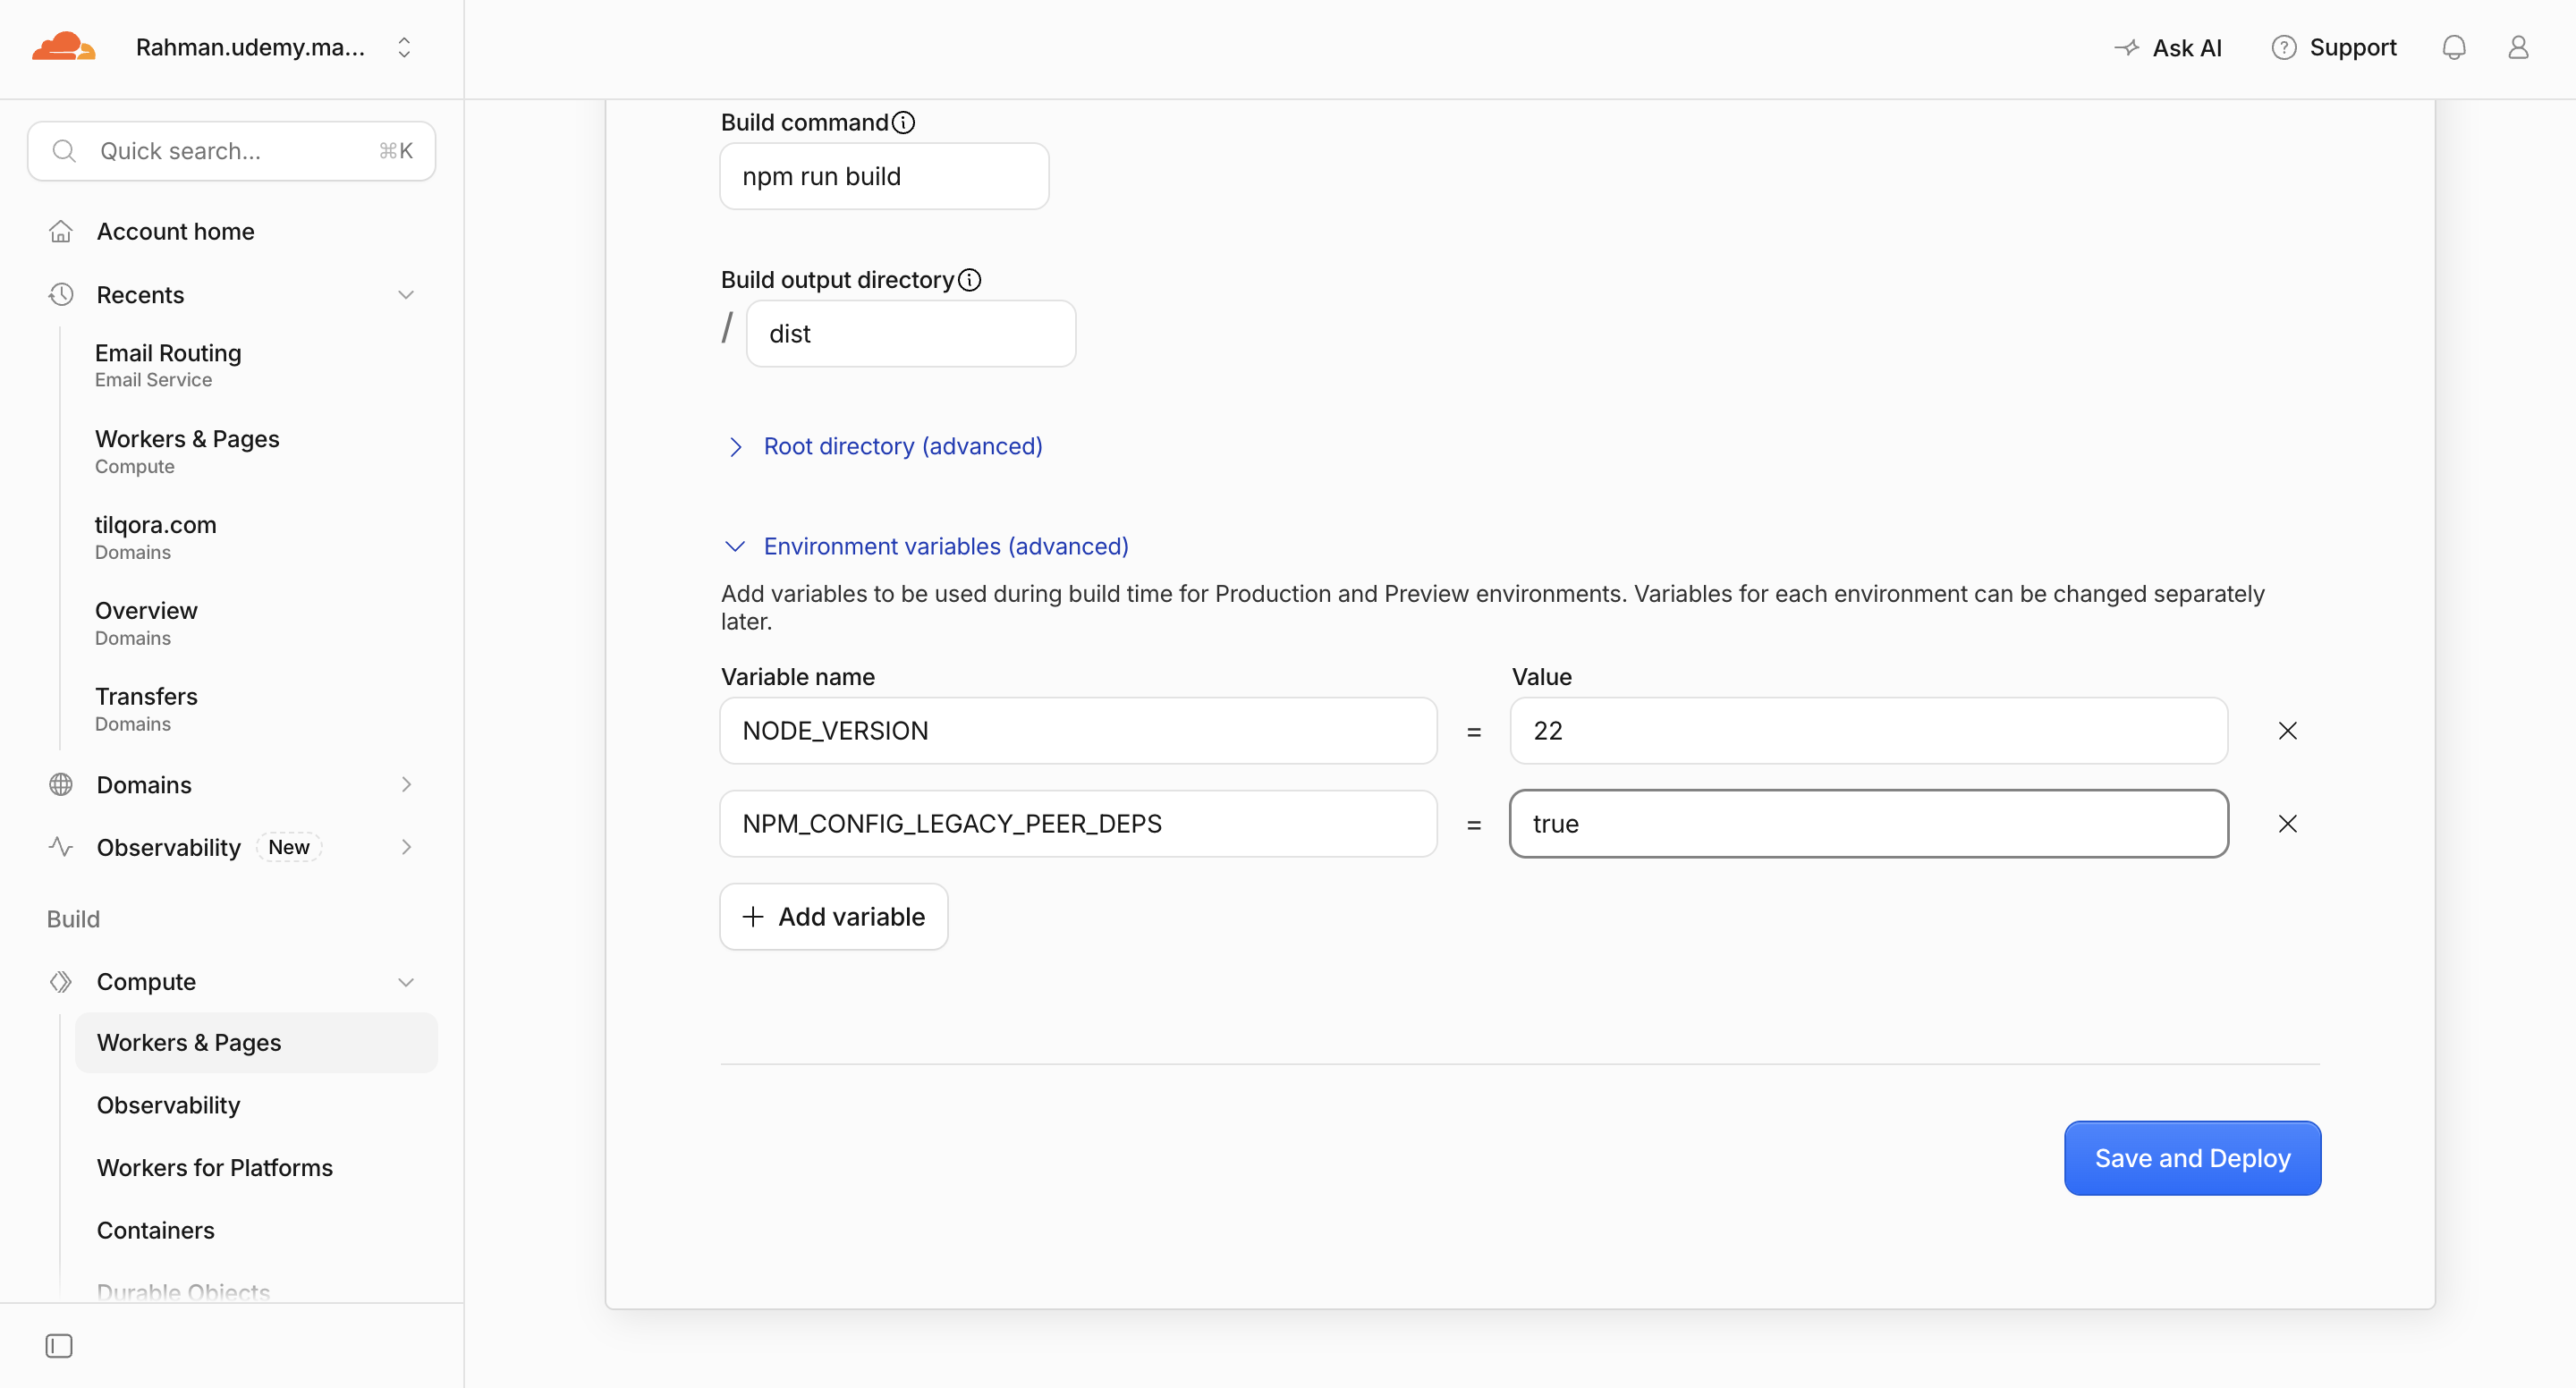 Rahman.udemy.ma...
Ask AI
Support
Quick search...
⌘K
Account home
Recents
Email Routing
Email Service
Workers & Pages
Compute
tilqora.com
Domains
Overview
Domains
Transfers
Domains
Domains
Observability New
Build
Compute
Workers & Pages
Observability
Workers for Platforms
Containers
Durable Objects
Build command
npm run build
Build output directory
/ dist
Root directory (advanced)
Environment variables (advanced)
Add variables to be used during build time for Production and Preview environments. Variables for each environment can be changed separately
later.
Variable name Value
NODE_VERSION = 22
NPM_CONFIG_LEGACY_PEER_DEPS = true
+ Add variable
Save and Deploy